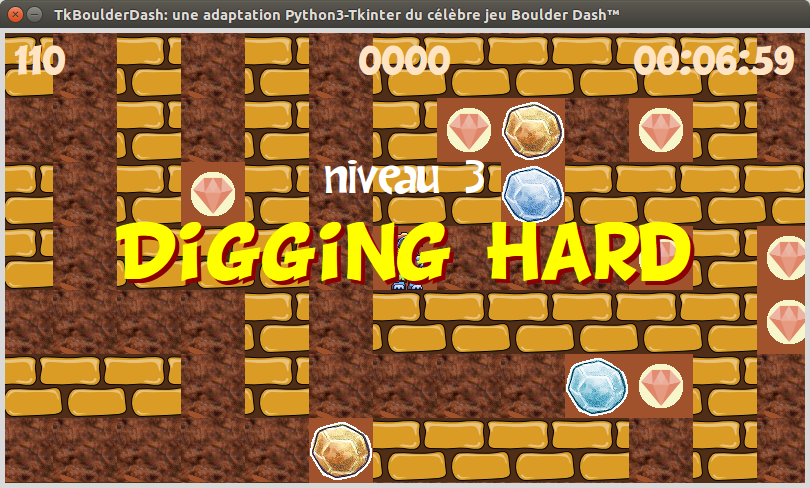 TkBoulderDash: une adaptation Python3-Tkinter du célèbre jeu Boulder Dash™
110 0000 00:06:59
niveau 3
DiGGiNG HARD